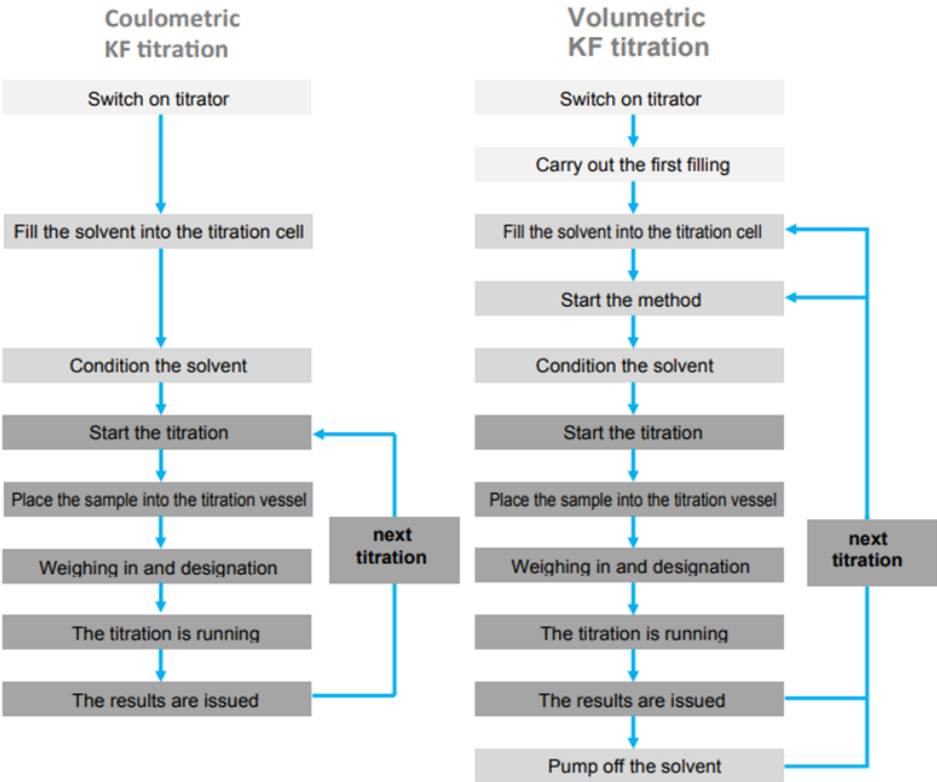 Coulometric
KF titration
Switch on titrator
Fill the solvent into the titration cell
Condition the solvent
Start the titration
Place the sample into the titration vessel
Weighing in and designation
The titration is running
The results are issued
next
titration
Volumetric
KF titration
Switch on titrator
Carry out the first filling
Fill the solvent into the titration cell
Start the method
Condition the solvent
Start the titration
Place the sample into the titration vessel
Weighing in and designation
The titration is running
The results are issued
Pump off the solvent
next
titration